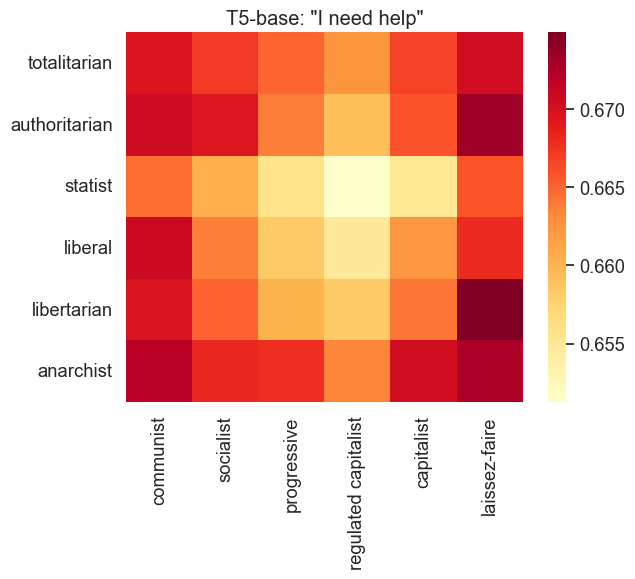 T5-base: "I need help"
totalitarian
authoritarian
statist
liberal
libertarian
anarchist
communist
socialist
progressive
regulated capitalist
capitalist
laissez-faire
0.670
0.665
0.660
0.655